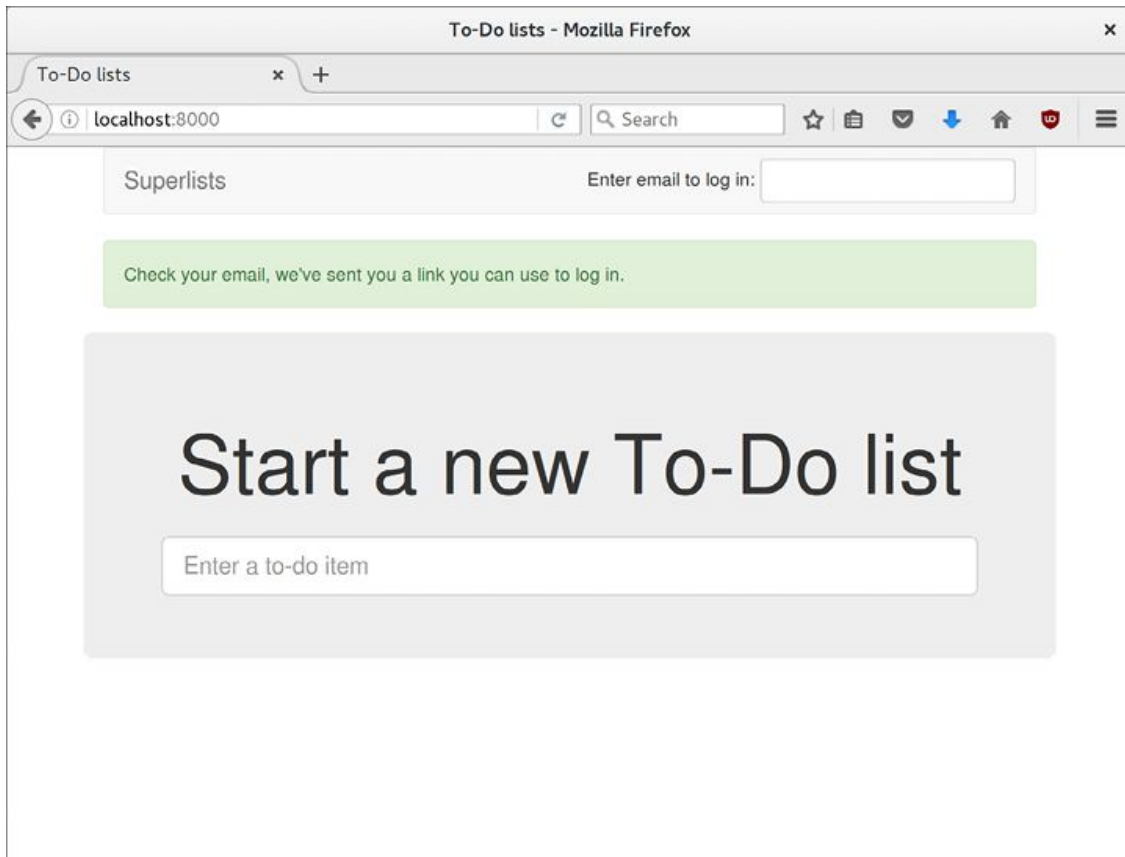 To-Do lists - Mozilla Firefox
To-Do lists
localhost:8000
Search
Superlists
Enter email to log in:
Check your email, we've sent you a link you can use to log in.
Start a new To-Do list
Enter a to-do item